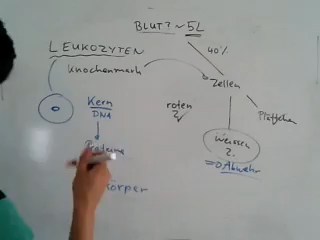 BLUT? ~ 5L
LEUKOZYTEN
40%
Knochenmark
Zellen
Kern
DNA
roten
?
Plättchen
Weissen
?
=D Abwehr
Proteine
körper